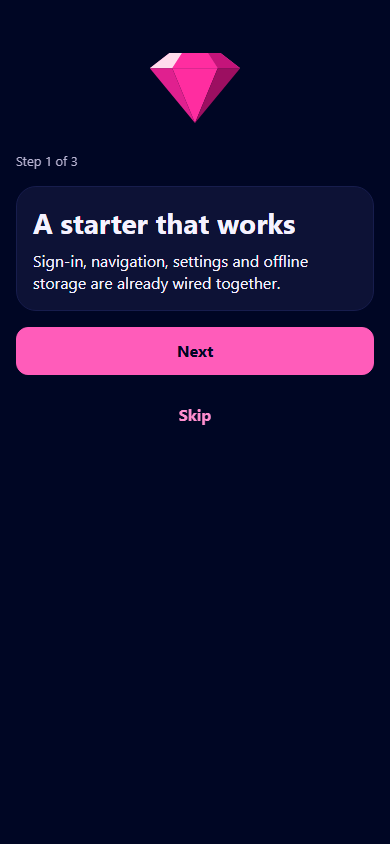 Step 1 of 3
A starter that works
Sign-in, navigation, settings and offline
storage are already wired together.
Next
Skip